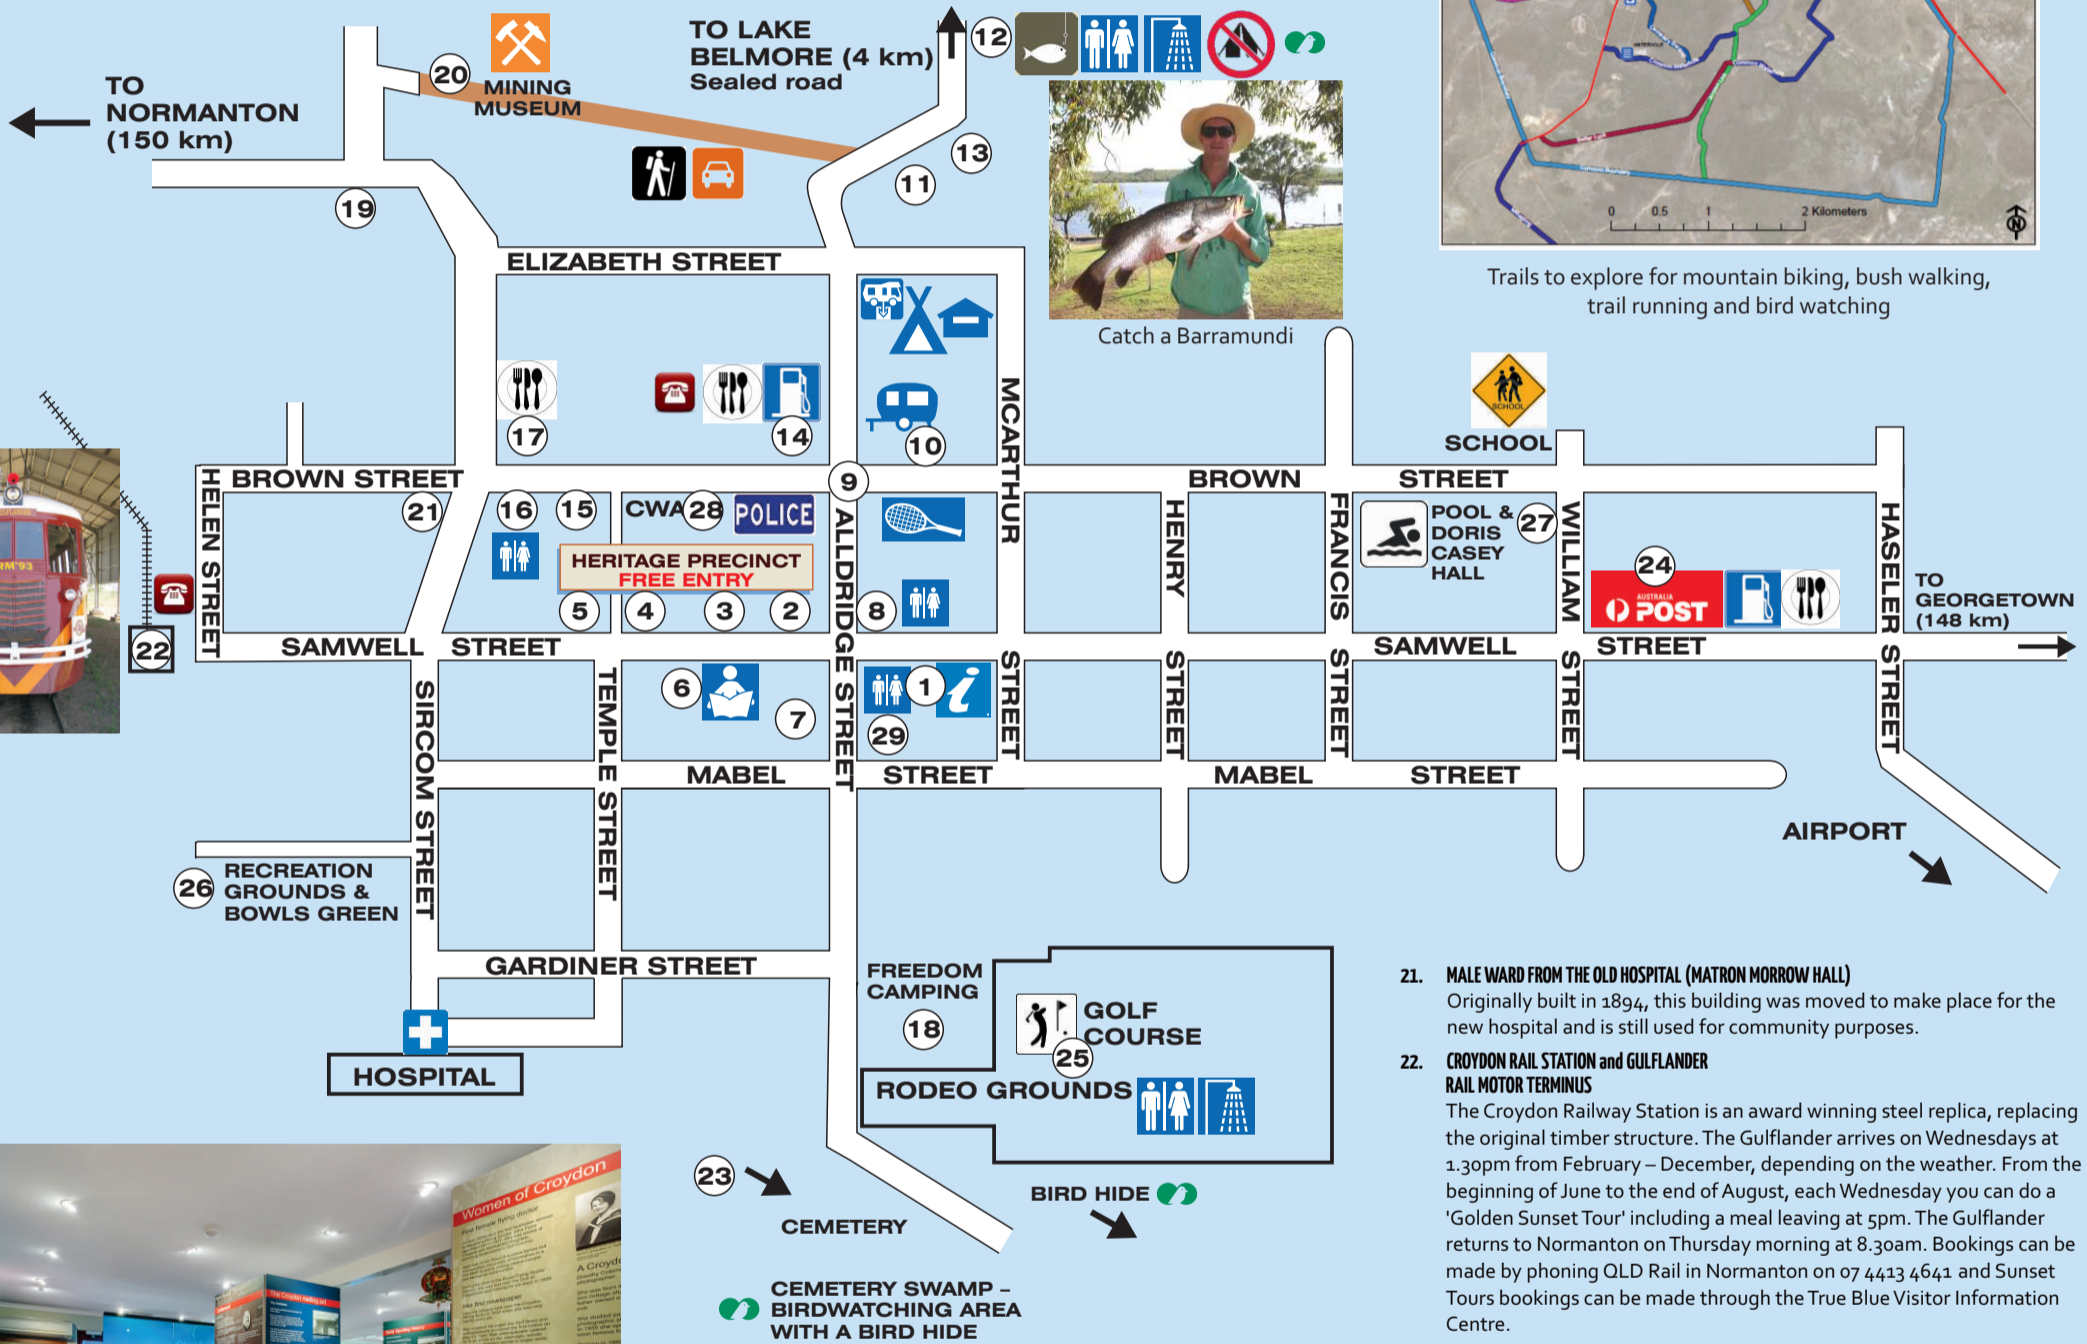 TO
NORMANTON
(150 km)
20
MINING
MUSEUM
TO LAKE
BELMORE (4 km)
Sealed road
12
13
11
19
Catch a Barramundi
0 0.5 1 2 Kilometers
N
Trails to explore for mountain biking, bush walking,
trail running and bird watching
ELIZABETH STREET
17
14
10
MCARTHUR
STREET
SCHOOL
SCHOOL
BROWN STREET
9
BROWN STREET
HELEN STREET
21
16
15
CWA
28
POLICE
HERITAGE PRECINCT
FREE ENTRY
5
4
3
2
8
ALLDRIDGE STREET
HENRY
STREET
FRANCIS
STREET
POOL &
DORIS
CASEY
HALL
27
WILLIAM
STREET
24
AUSTRALIA
POST
HASELER STREET
TO
GEORGETOWN
(148 km)
RM'93
22
SAMWELL STREET
SAMWELL STREET
SIRCOM STREET
TEMPLE STREET
6
7
1
i
29
MABEL STREET
MABEL STREET
AIRPORT
26
RECREATION
GROUNDS &
BOWLS GREEN
GARDINER STREET
HOSPITAL
FREEDOM
CAMPING
18
GOLF
COURSE
25
RODEO GROUNDS
23
CEMETERY
BIRD HIDE
CEMETERY SWAMP –
BIRDWATCHING AREA
WITH A BIRD HIDE
Women of Croydon
First female flying doctor
Her first newspaper
21. MALE WARD FROM THE OLD HOSPITAL (MATRON MORROW HALL)
Originally built in 1894, this building was moved to make place for the
new hospital and is still used for community purposes.
22. CROYDON RAIL STATION and GULFLANDER
RAIL MOTOR TERMINUS
The Croydon Railway Station is an award winning steel replica, replacing
the original timber structure. The Gulflander arrives on Wednesdays at
1.30pm from February – December, depending on the weather. From the
beginning of June to the end of August, each Wednesday you can do a
'Golden Sunset Tour' including a meal leaving at 5pm. The Gulflander
returns to Normanton on Thursday morning at 8.30am. Bookings can be
made by phoning QLD Rail in Normanton on 07 4413 4641 and Sunset
Tours bookings can be made through the True Blue Visitor Information
Centre.